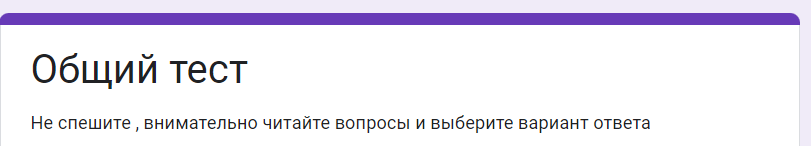 Общий тест
Не спешите , внимательно читайте вопросы и выберите вариант ответа